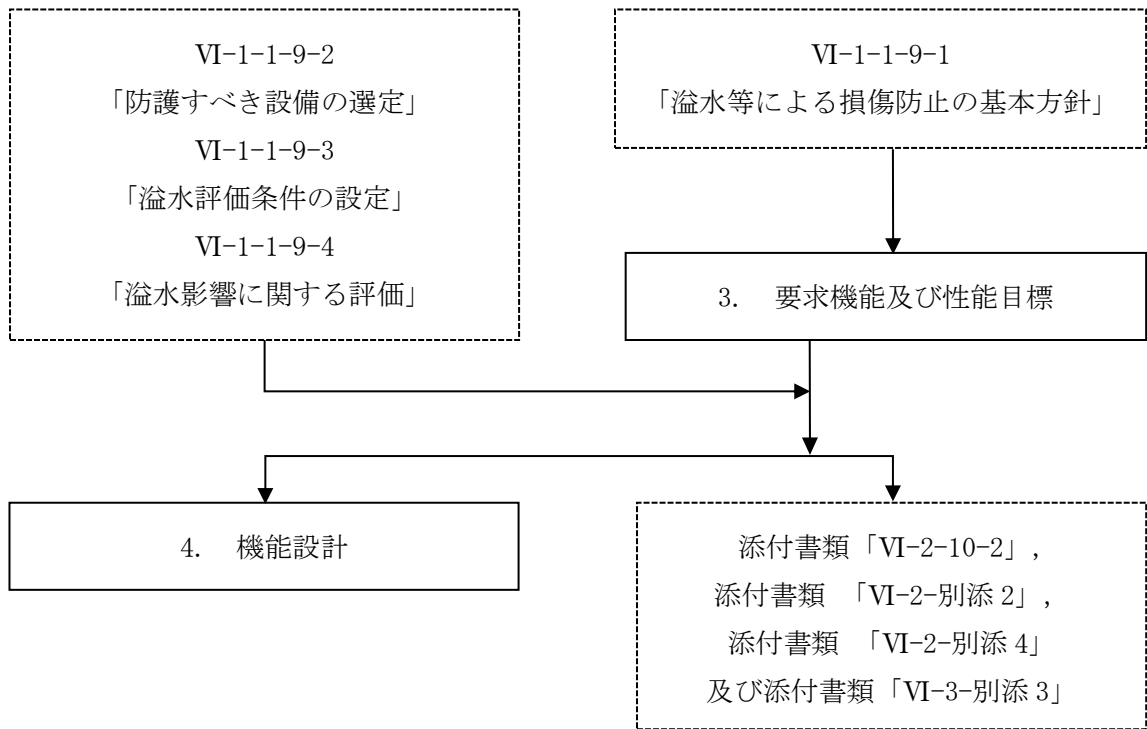 Ⅵ-1-1-9-2
「防護すべき設備の選定」
Ⅵ-1-1-9-3
「溢水評価条件の設定」
Ⅵ-1-1-9-4
「溢水影響に関する評価」
Ⅵ-1-1-9-1
「溢水等による損傷防止の基本方針」
3. 要求機能及び性能目標
4. 機能設計
添付書類「Ⅵ-2-10-2」,
添付書類 「Ⅵ-2-別添 2」,
添付書類 「Ⅵ-2-別添 4」
及び添付書類「Ⅵ-3-別添 3」